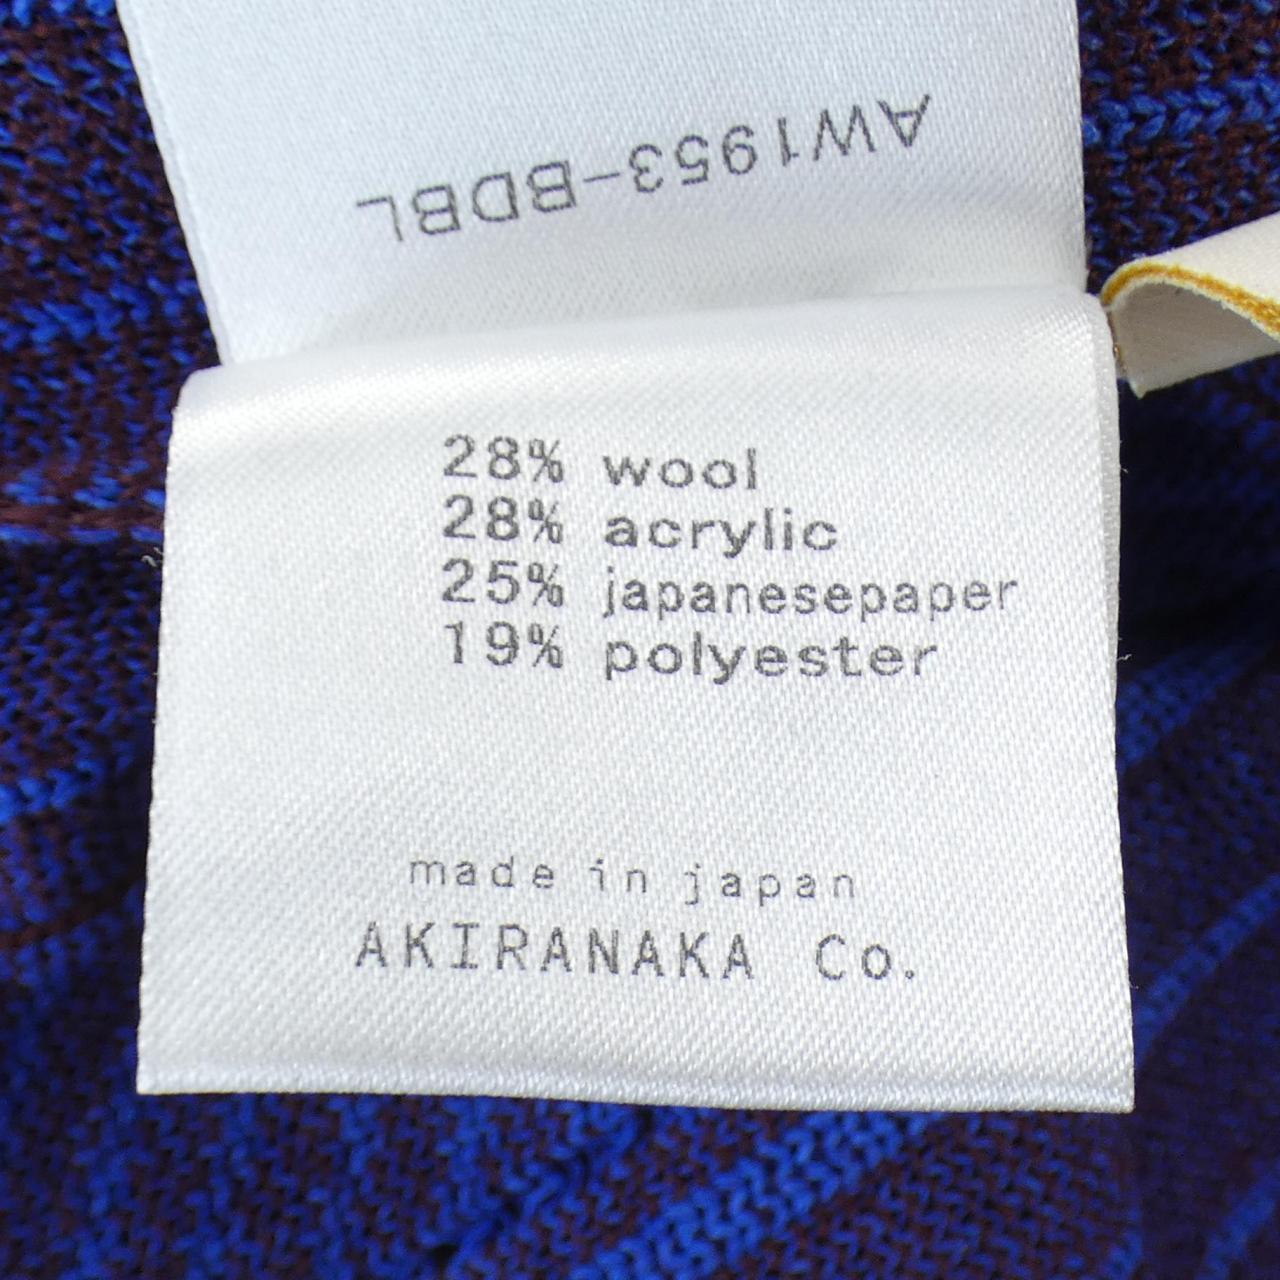 AW1953-BDBL
28% wool
28% acrylic
25% japanesepaper
19% polyester
made in japan
AKIRANAKA Co.